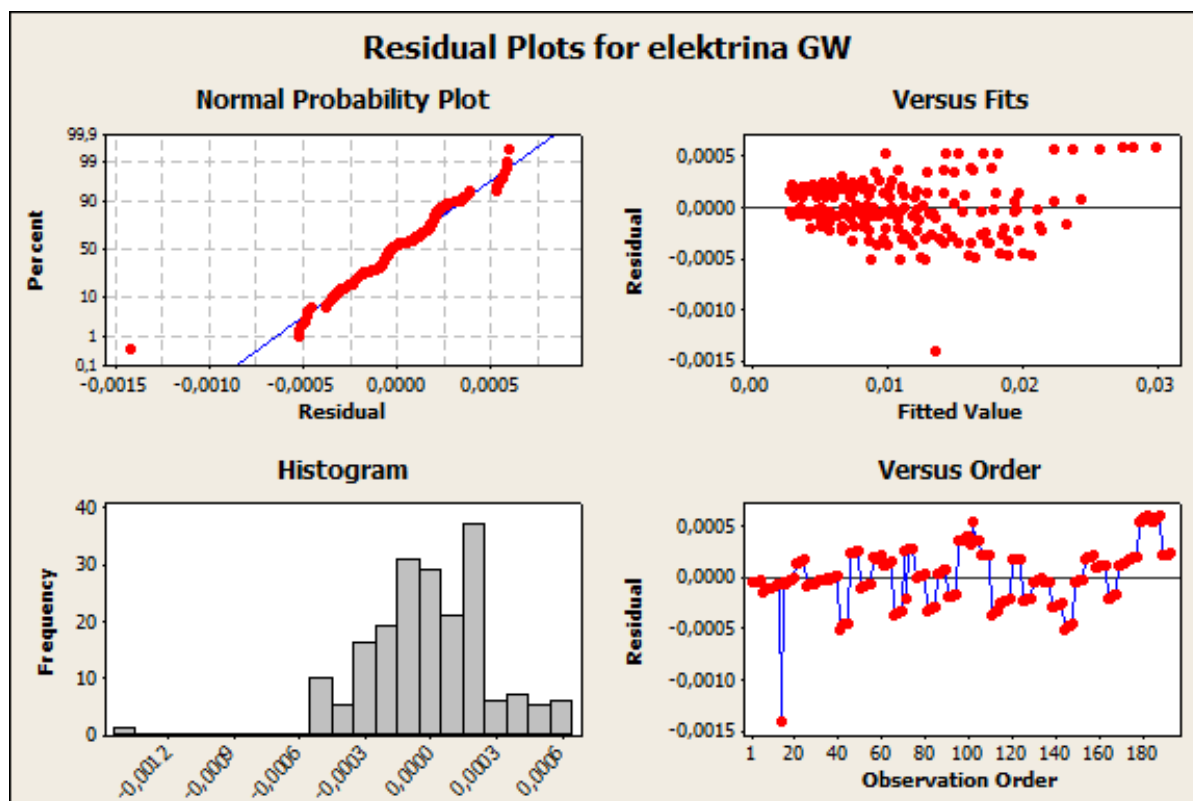 Residual Plots for elektrina GW
Normal Probability Plot
Percent
99,9
99
90
50
10
1
0,1
-0,0015 -0,0010 -0,0005 0,0000 0,0005
Residual
Versus Fits
Residual
0,0005
0,0000
-0,0005
-0,0010
-0,0015
0,00 0,01 0,02 0,03
Fitted Value
Histogram
Frequency
40
30
20
10
0
-0,0012 -0,0009 -0,0006 -0,0003 0,0000 0,0003 0,0006
Versus Order
Residual
0,0005
0,0000
-0,0005
-0,0010
-0,0015
1 20 40 60 80 100 120 140 160 180
Observation Order